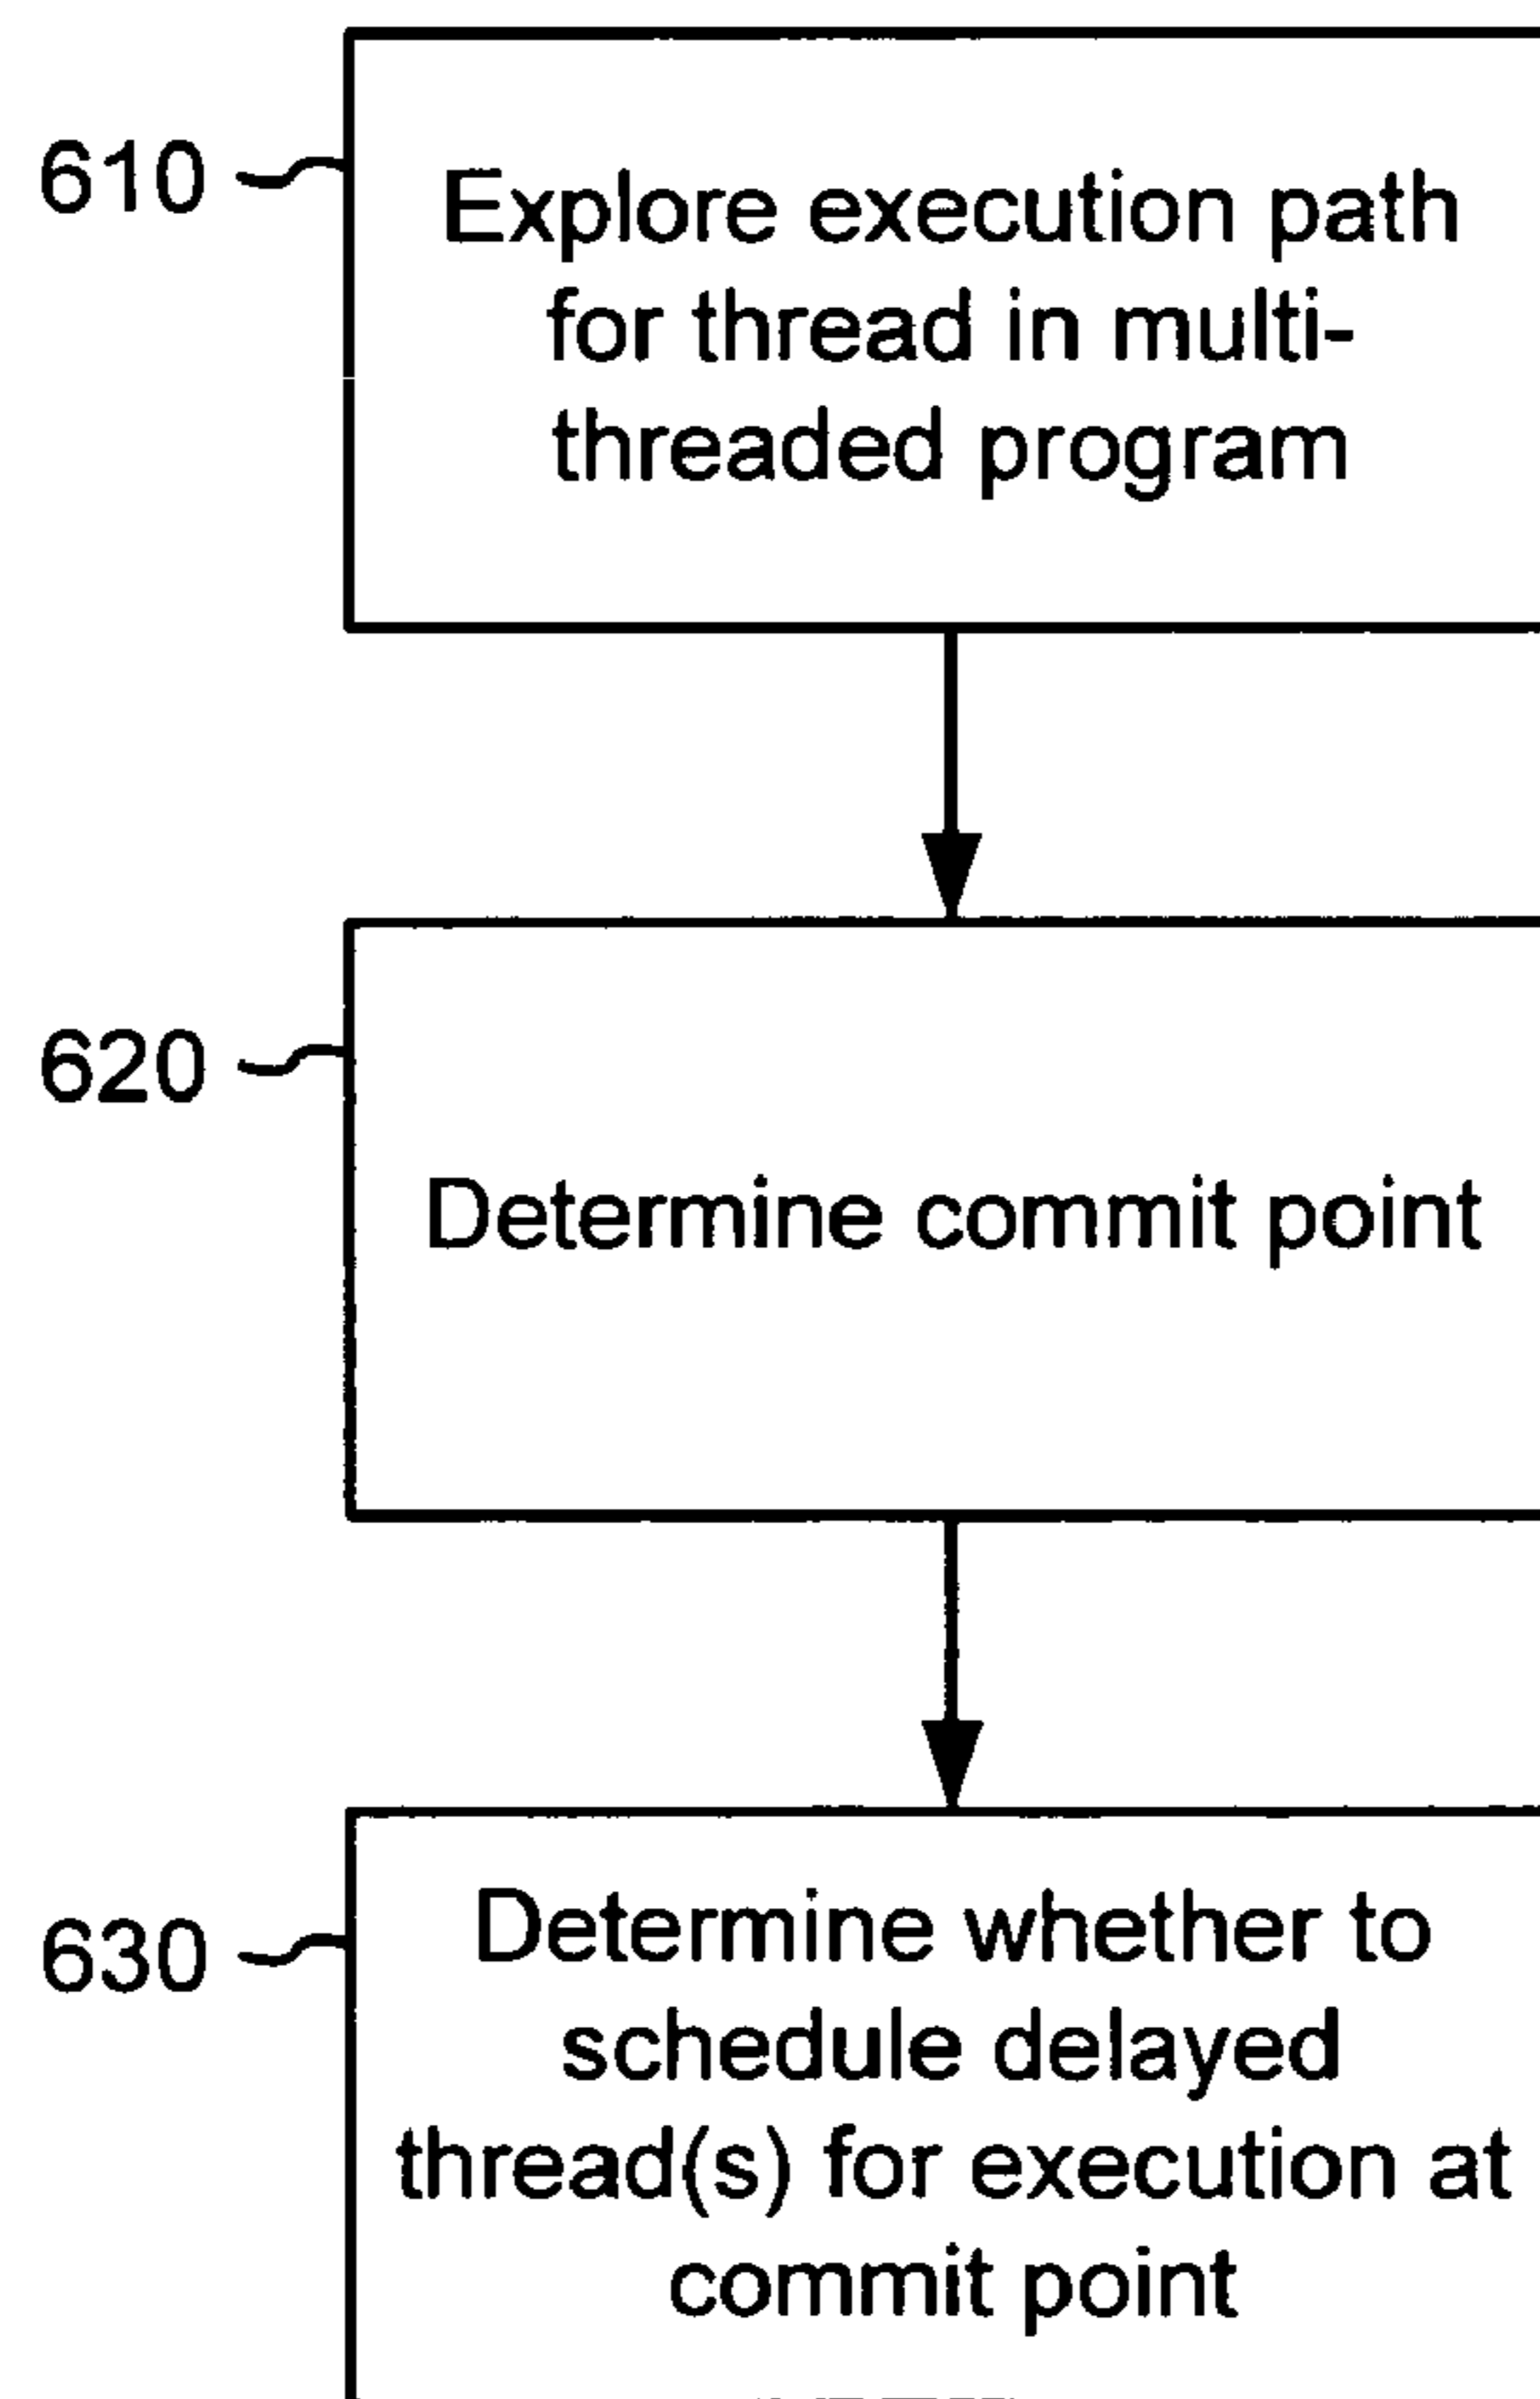 610
Explore execution path
for thread in multi-
threaded program
620
Determine commit point
630
Determine whether to
schedule delayed
thread(s) for execution at
commit point